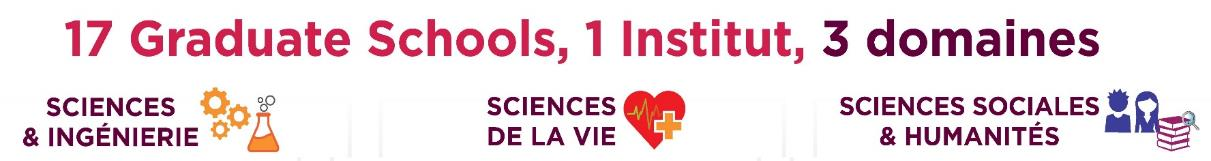 17 Graduate Schools, 1 Institut, 3 domaines
SCIENCES
& INGÉNIERIE
SCIENCES
DE LA VIE
SCIENCES SOCIALES
& HUMANITÉS